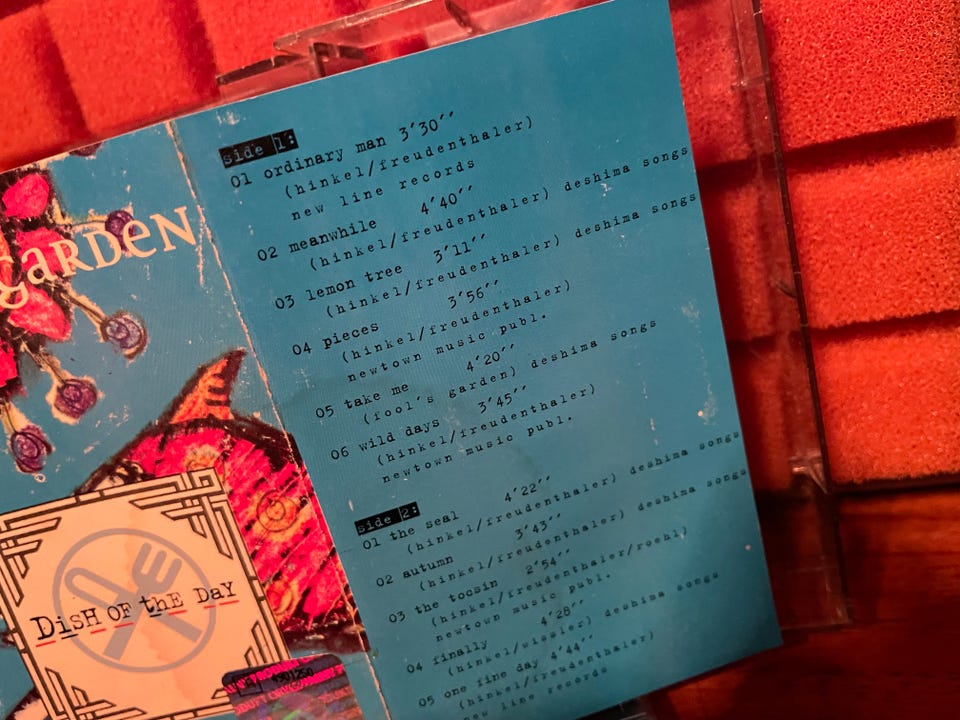 garden
DisH OF thE DaY
4901250
side 1:
01 ordinary man 3'30''
(hinkel/freudenthaler)
new line records
02 meanwhile 4'40''
(hinkel/freudenthaler) deshima songs
03 lemon tree 3'11''
(hinkel/freudenthaler) deshima songs
04 pieces 3'56''
(hinkel/freudenthaler)
newtown music publ.
05 take me 4'20''
(fool's garden) deshima songs
06 wild days 3'45''
(hinkel/freudenthaler)
newtown music publ.
side 2:
01 the seal 4'22''
(hinkel/freudenthaler) deshima songs
02 autumn 3'43''
(hinkel/freudenthaler) deshima songs
03 the tocsin 2'54''
(hinkel/freudenthaler/roehl)
newtown music publ.
04 finally 4'28''
(hinkel/wissler) deshima songs
05 one fine day 4'44''
(hinkel/freudenthaler)
new line records